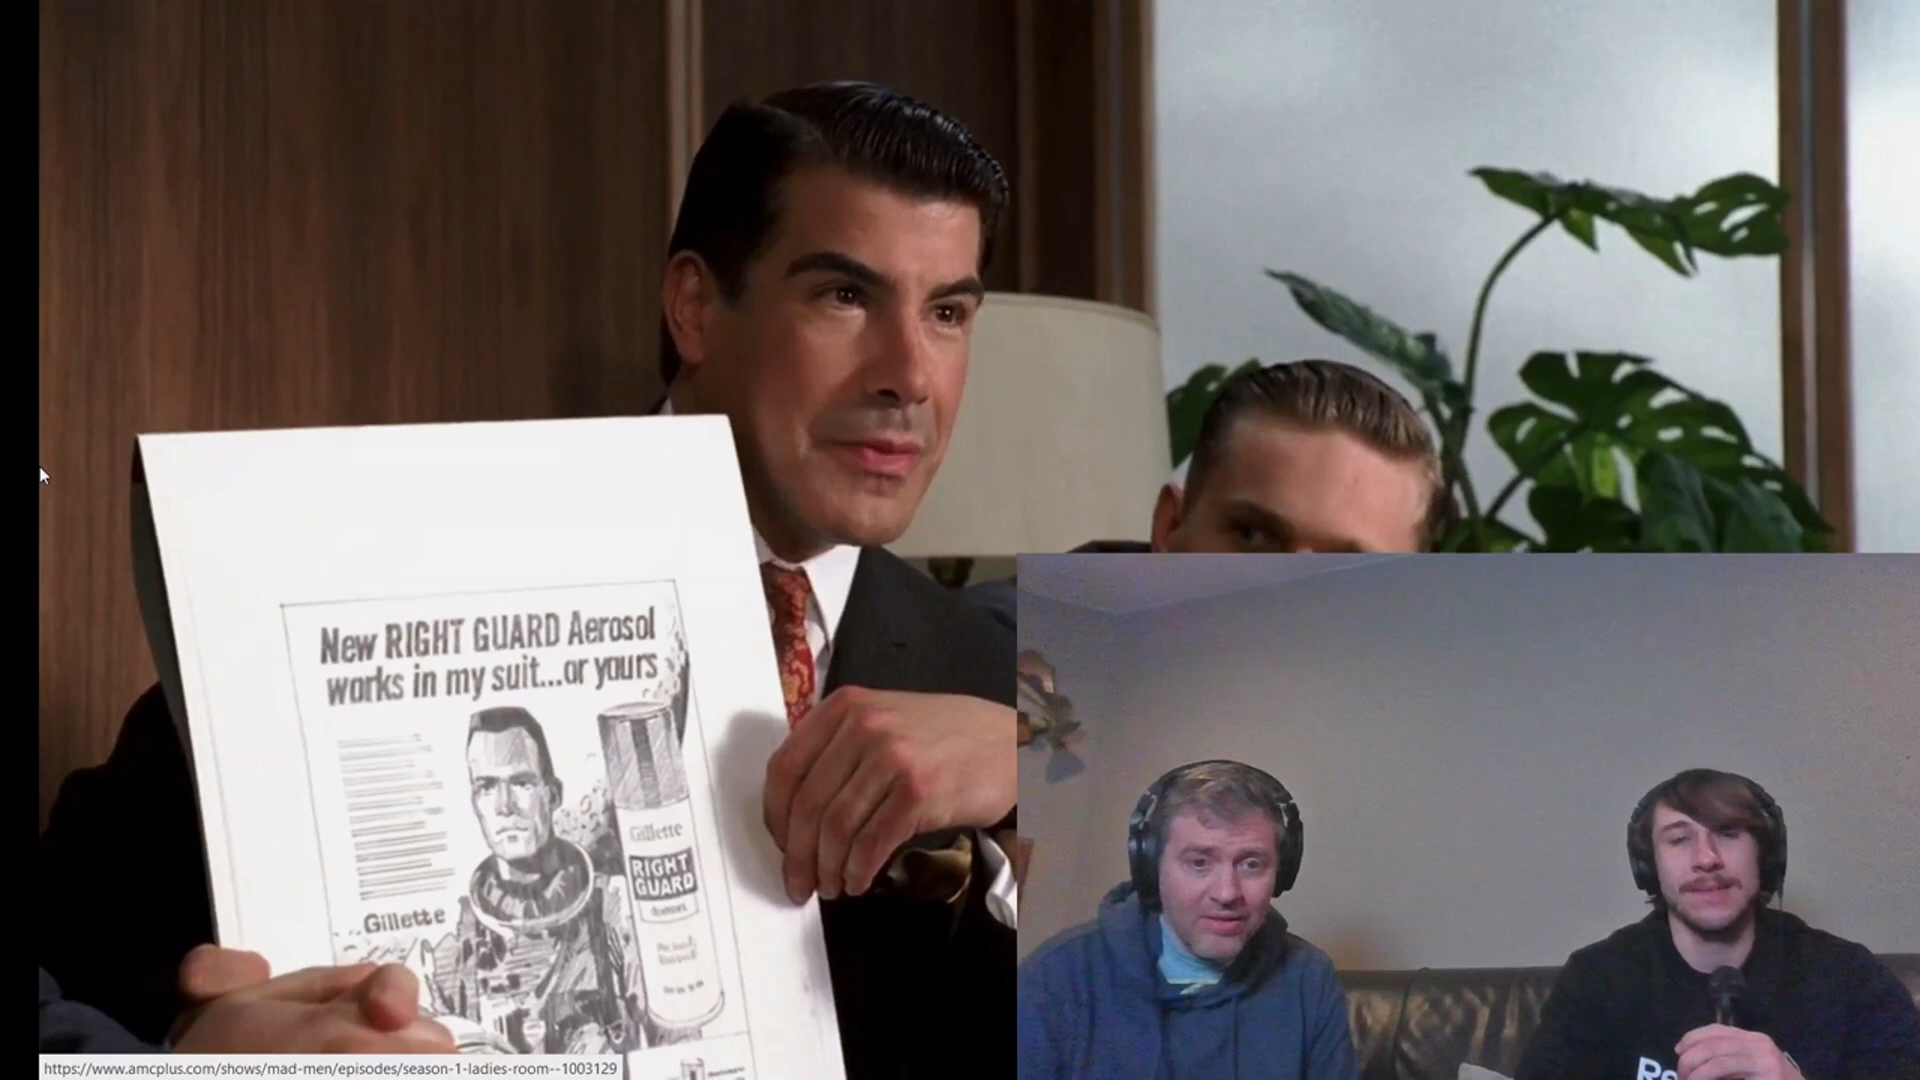 New RIGHT GUARD Aerosol
works in my suit...or yours
Gillette
RIGHT
GUARD
Gillette
https://www.amcplus.com/shows/mad-men/episodes/season-1-ladies-room--1003129